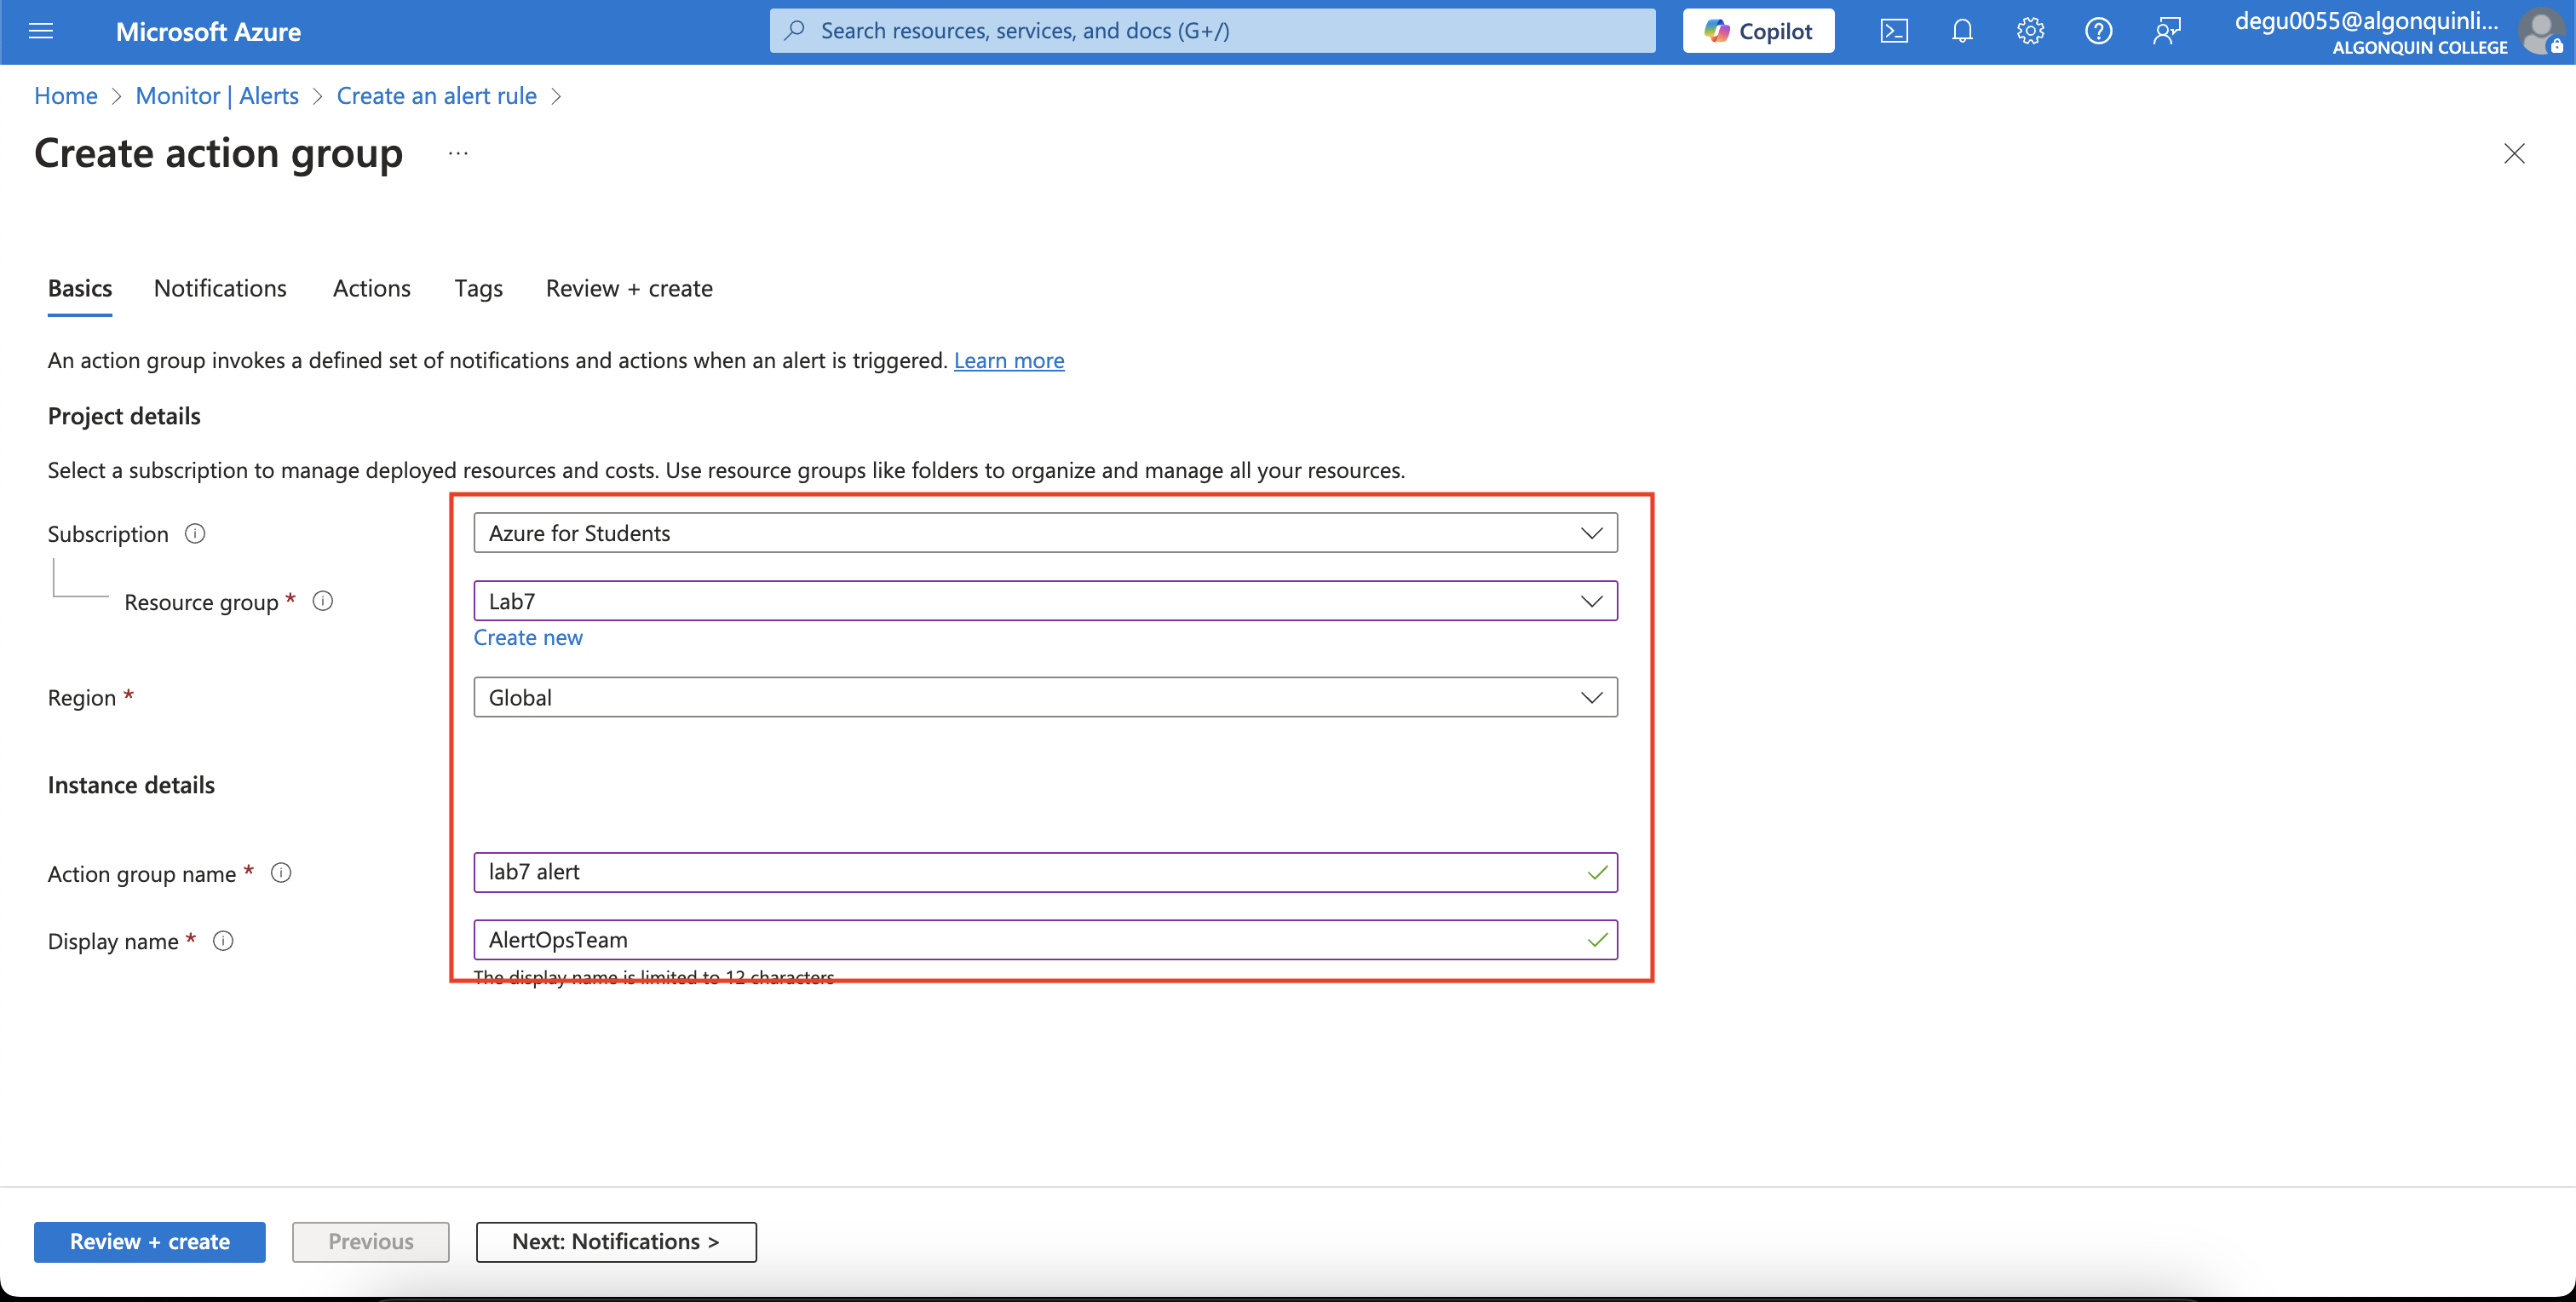 Microsoft Azure
Search resources, services, and docs (G+/)
Copilot
degu0055@algonquinli...
ALGONQUIN COLLEGE
Home > Monitor | Alerts > Create an alert rule >
Create action group ...
Basics Notifications Actions Tags Review + create
An action group invokes a defined set of notifications and actions when an alert is triggered. Learn more
Project details
Select a subscription to manage deployed resources and costs. Use resource groups like folders to organize and manage all your resources.
Subscription
Azure for Students
Resource group *
Lab7
Create new
Region *
Global
Instance details
Action group name *
lab7 alert
Display name *
AlertOpsTeam
The display name is limited to 12 characters
Review + create
Previous
Next: Notifications >